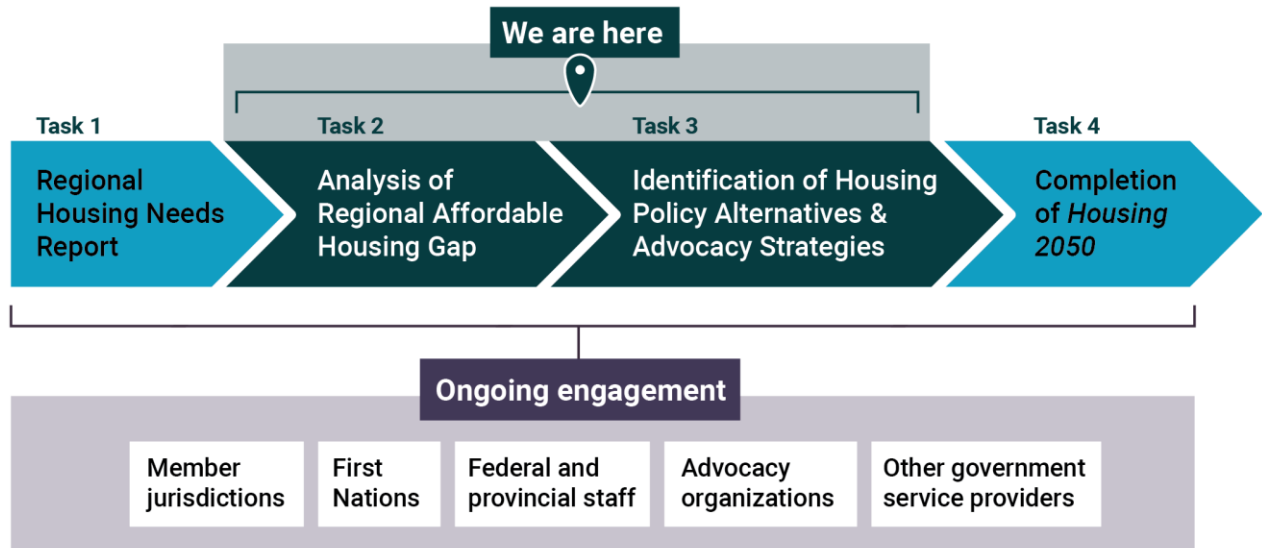 We are here
Task 1
Task 2
Task 3
Task 4
Regional
Housing Needs
Report
Analysis of
Regional Affordable
Housing Gap
Identification of Housing
Policy Alternatives &
Advocacy Strategies
Completion
of Housing
2050
Ongoing engagement
Member
jurisdictions
First
Nations
Federal and
provincial staff
Advocacy
organizations
Other government
service providers